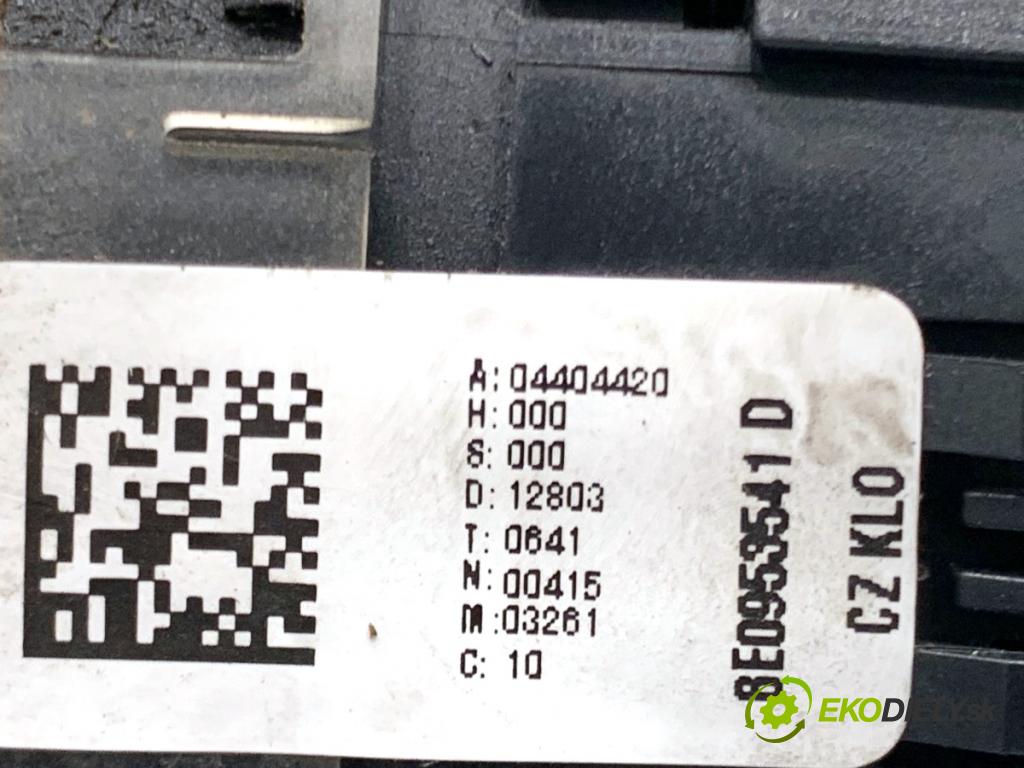 A:04404420
H:000
S:000
D:12803
T:0641
N:00415
M:03261
C:10
8E0953541 D
CZ KLO
EKODIELY.sk